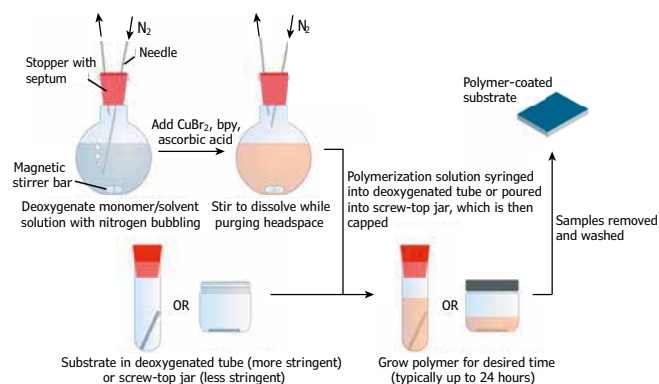 N₂
N₂
Needle
Stopper with
septum
Add CuBr₂, bpy,
ascorbic acid
Magnetic
stirrer bar
Deoxygenate monomer/solvent
solution with nitrogen bubbling
Stir to dissolve while
purging headspace
Polymer-coated
substrate
Polymerization solution syringed
into deoxygenated tube or poured
into screw-top jar, which is then
capped
Samples removed
and washed
OR
OR
Substrate in deoxygenated tube (more stringent)
or screw-top jar (less stringent)
Grow polymer for desired time
(typically up to 24 hours)